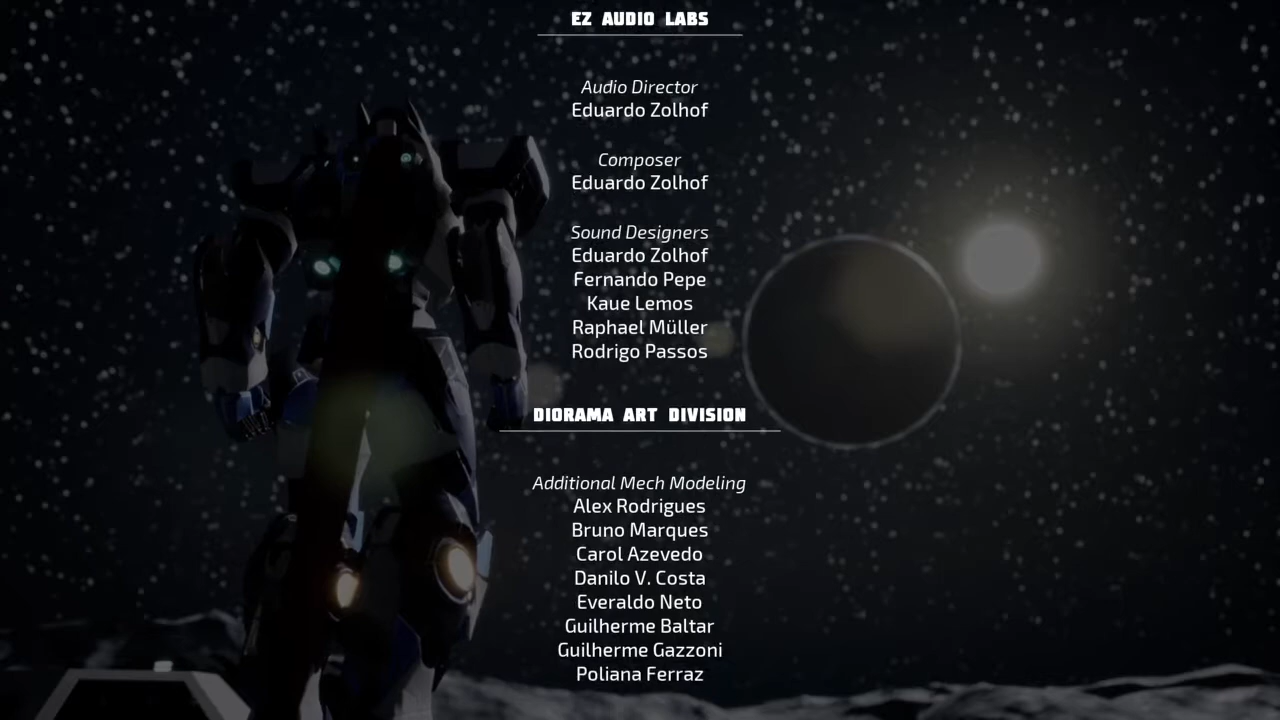 EZ AUDIO LABS
Audio Director
Eduardo Zolhof
Composer
Eduardo Zolhof
Sound Designers
Eduardo Zolhof
Fernando Pepe
Kaue Lemos
Raphael Müller
Rodrigo Passos
DIORAMA ART DIVISION
Additional Mech Modeling
Alex Rodrigues
Bruno Marques
Carol Azevedo
Danilo V. Costa
Everaldo Neto
Guilherme Baltar
Guilherme Gazzoni
Poliana Ferraz